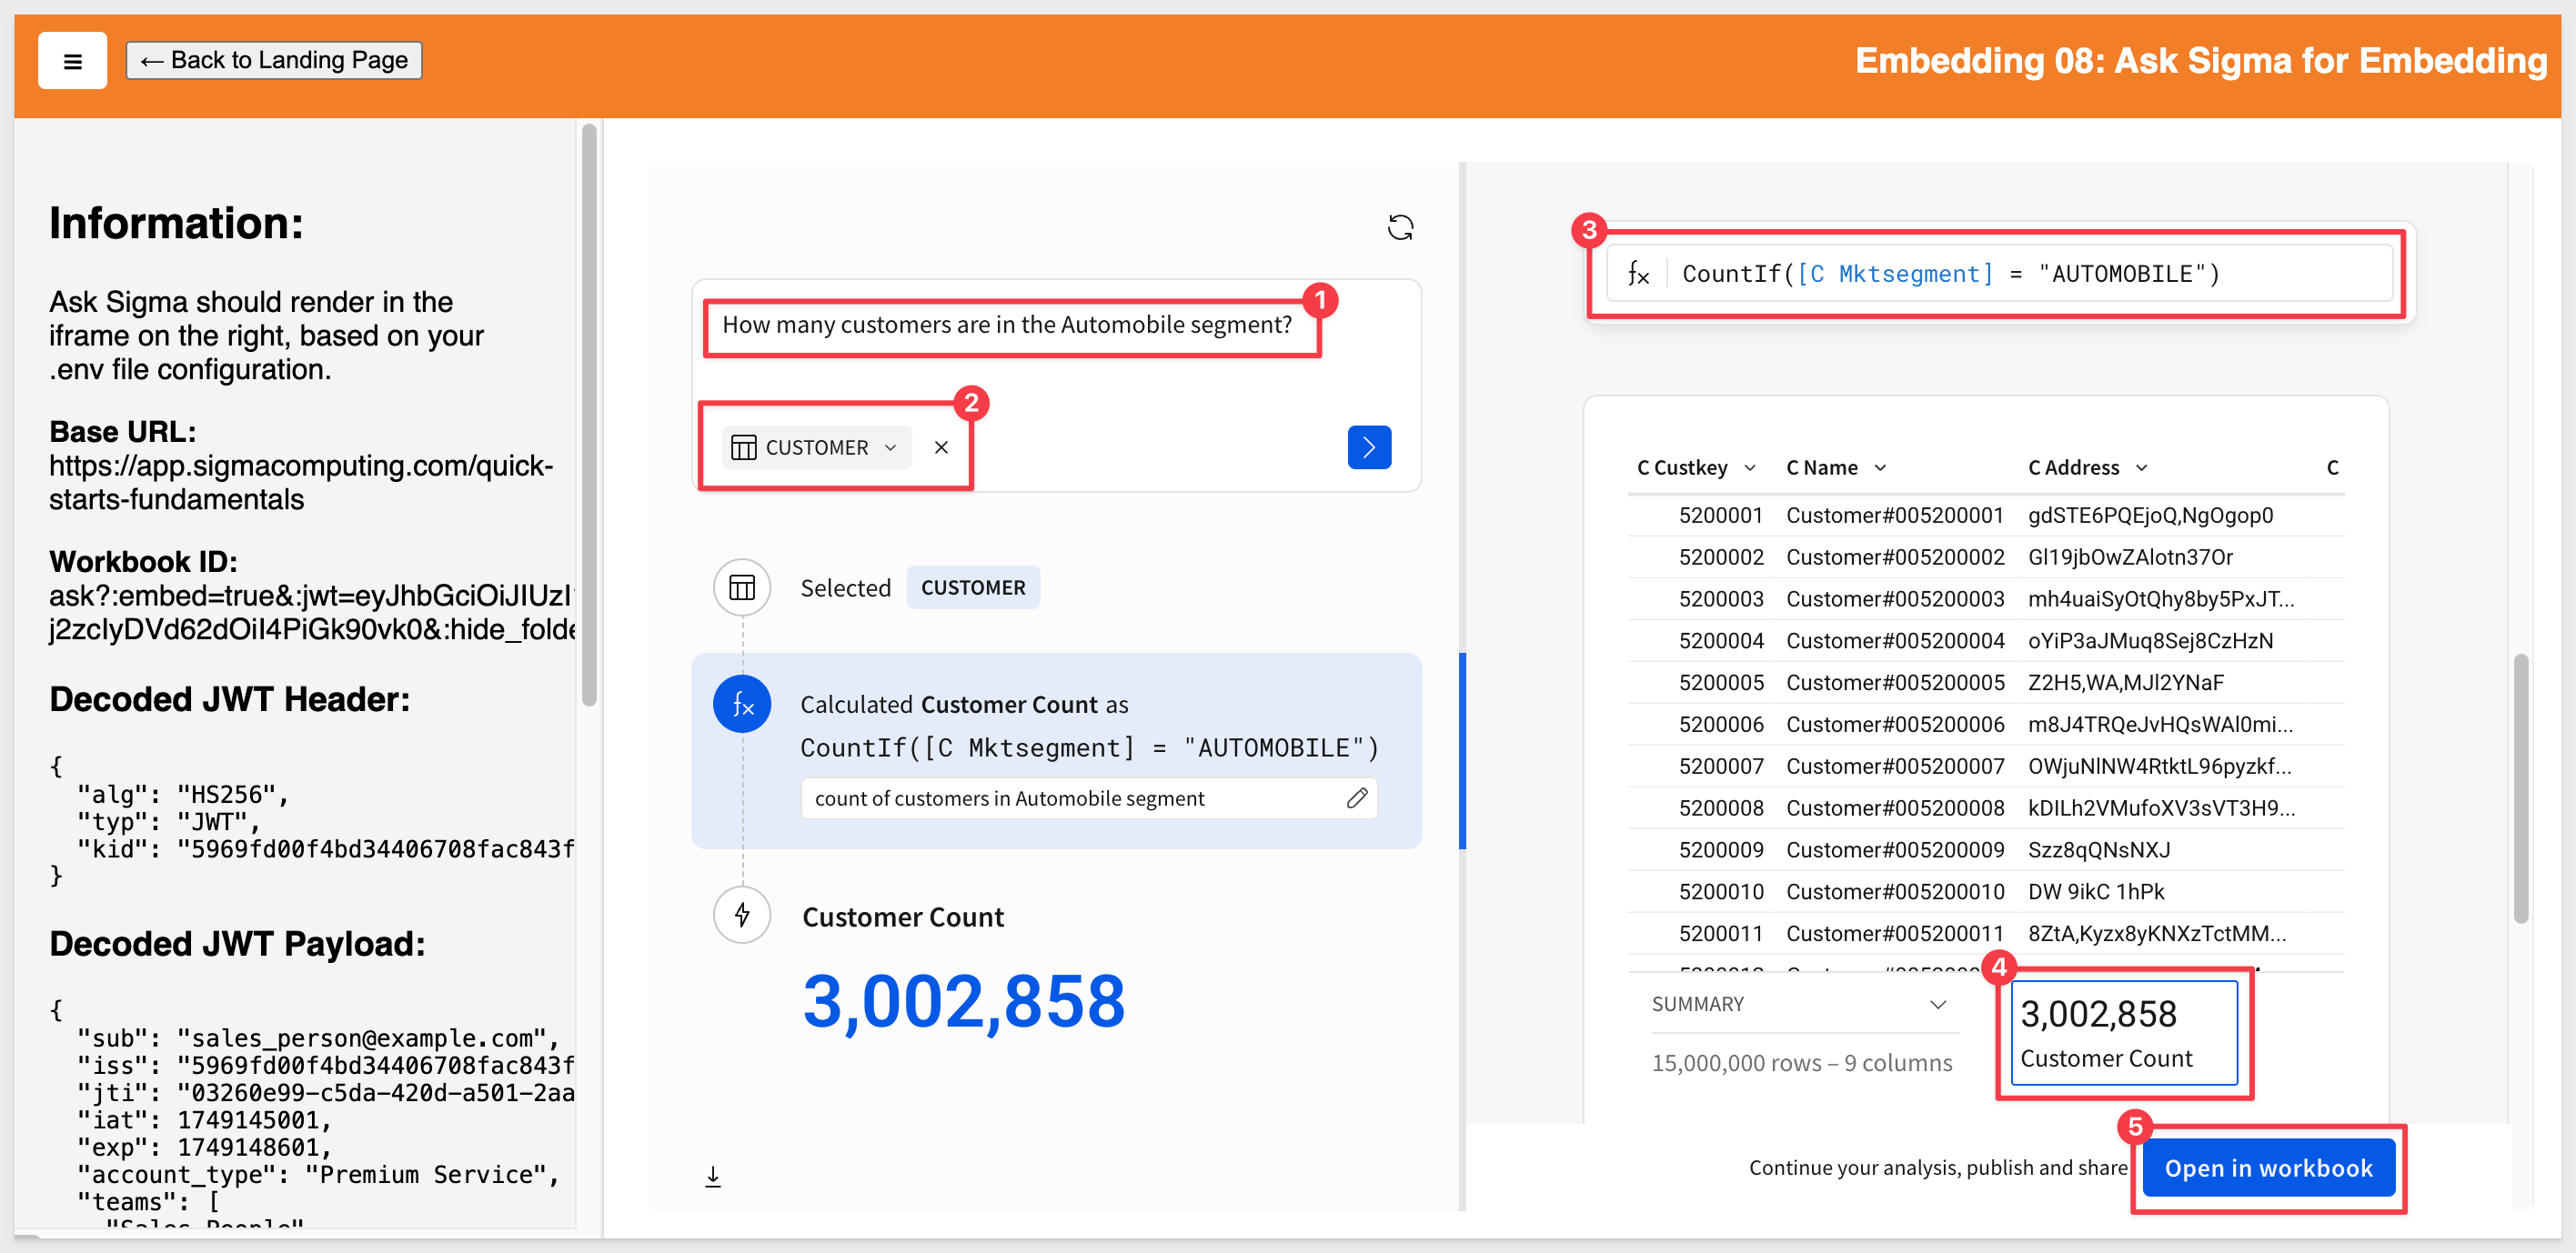 ← Back to Landing Page
Embedding 08: Ask Sigma for Embedding
Information:
Ask Sigma should render in the
iframe on the right, based on your
.env file configuration.
Base URL:
https://app.sigmacomputing.com/quick-
starts-fundamentals
Workbook ID:
ask?:embed=true&:jwt=eyJhbGciOiJIUzI
j2zcIyDVd62dOiI4PiGk90vk0&:hide_folde
Decoded JWT Header:
{
"alg": "HS256",
"typ": "JWT",
"kid": "5969fd00f4bd34406708fac843f
}
Decoded JWT Payload:
{
"sub": "sales_person@example.com",
"iss": "5969fd00f4bd34406708fac843f
"jti": "03260e99-c5da-420d-a501-2aa
"iat": 1749145001,
"exp": 1749148601,
"account_type": "Premium Service",
"teams": [
"Sales_People"
1
How many customers are in the Automobile segment?
2
CUSTOMER
Selected CUSTOMER
Calculated Customer Count as
CountIf([C Mktsegment] = "AUTOMOBILE")
count of customers in Automobile segment
Customer Count
3,002,858
3
fx CountIf([C Mktsegment] = "AUTOMOBILE")
C Custkey C Name C Address C
5200001 Customer#005200001 gdSTE6PQEjoQ,NgOgop0
5200002 Customer#005200002 Gl19jbOwZAlotn37Or
5200003 Customer#005200003 mh4uaiSyOtQhy8by5PxJT...
5200004 Customer#005200004 oYiP3aJMuq8Sej8CzHzN
5200005 Customer#005200005 Z2H5,WA,MJl2YNaF
5200006 Customer#005200006 m8J4TRQeJvHQsWAl0mi...
5200007 Customer#005200007 OWjuNlNW4RtktL96pyzkf...
5200008 Customer#005200008 kDILh2VMufoXV3sVT3H9...
5200009 Customer#005200009 Szz8qQNsNXJ
5200010 Customer#005200010 DW 9ikC 1hPk
5200011 Customer#005200011 8ZtA,Kyzx8yKNXzTctMM...
4
SUMMARY
15,000,000 rows – 9 columns
3,002,858
Customer Count
5
Continue your analysis, publish and share
Open in workbook